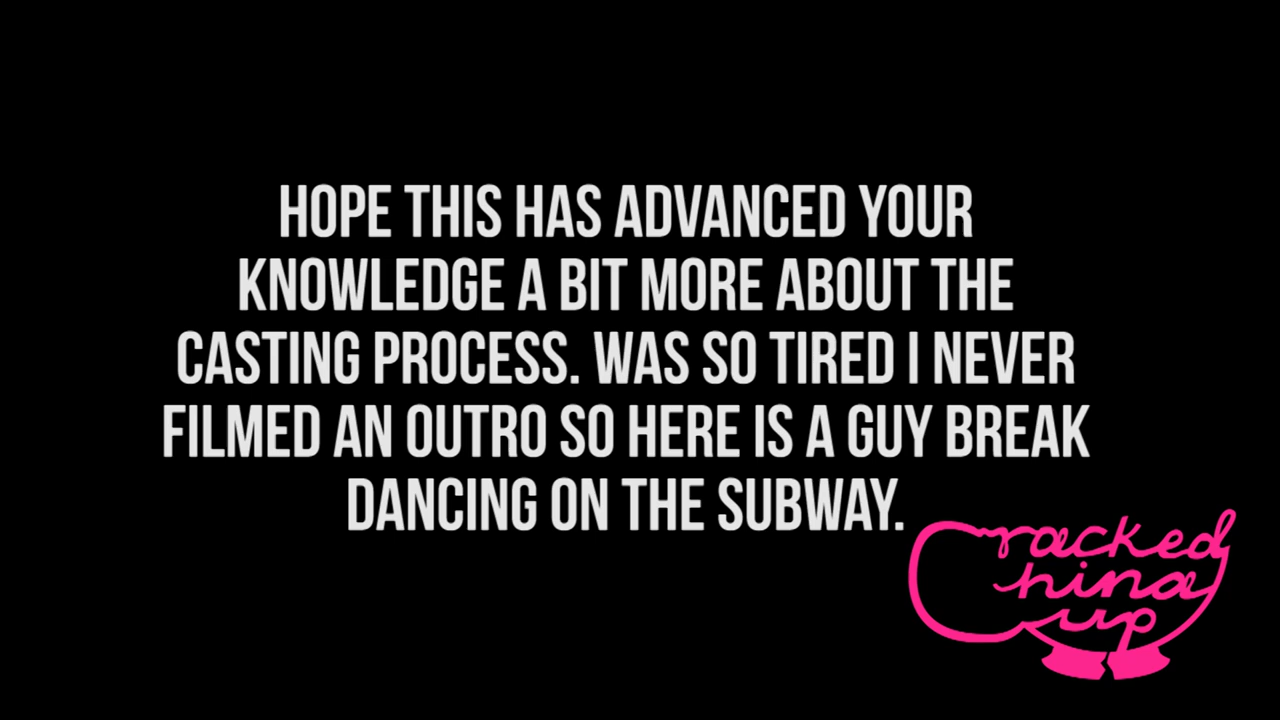 HOPE THIS HAS ADVANCED YOUR
KNOWLEDGE A BIT MORE ABOUT THE
CASTING PROCESS. WAS SO TIRED I NEVER
FILMED AN OUTRO SO HERE IS A GUY BREAK
DANCING ON THE SUBWAY.
Cracked
China
Cup